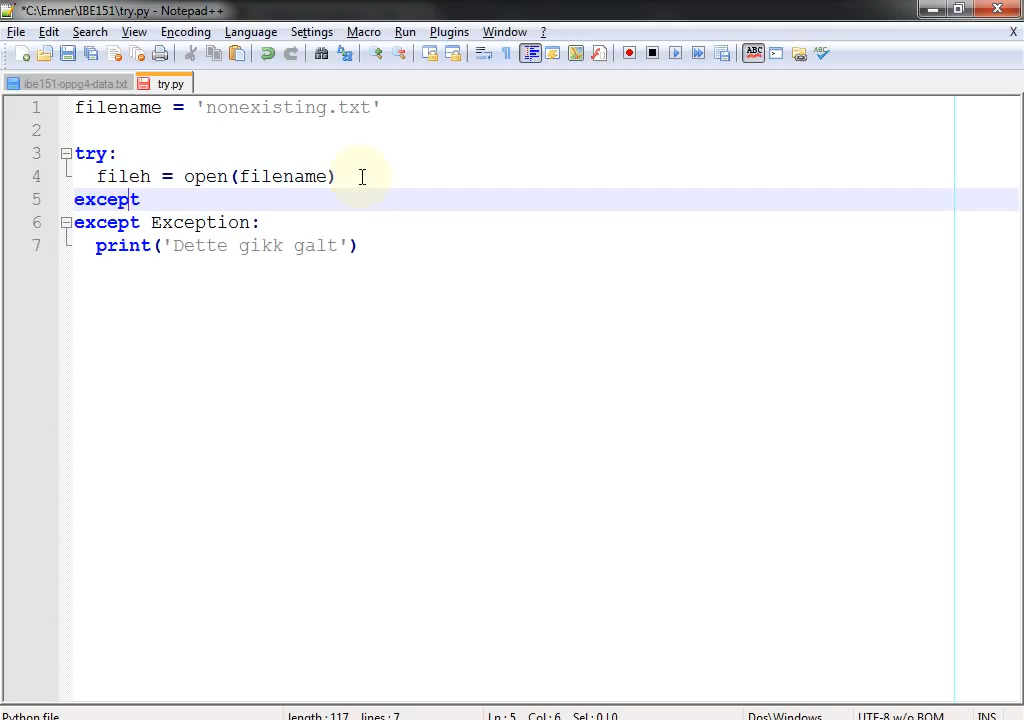 *C:\Emner\IBE151\try.py - Notepad++
File Edit Search View Encoding Language Settings Macro Run Plugins Window ? X
ibe151-oppg4-data.txt try.py
1 filename = 'nonexisting.txt'
2
3 try:
4 fileh = open(filename)
5 except
6 except Exception:
7 print('Dette gikk galt')
Python file length : 117 lines : 7 Ln : 5 Col : 6 Sel : 0 | 0 Dos\Windows UTF-8 w/o BOM INS